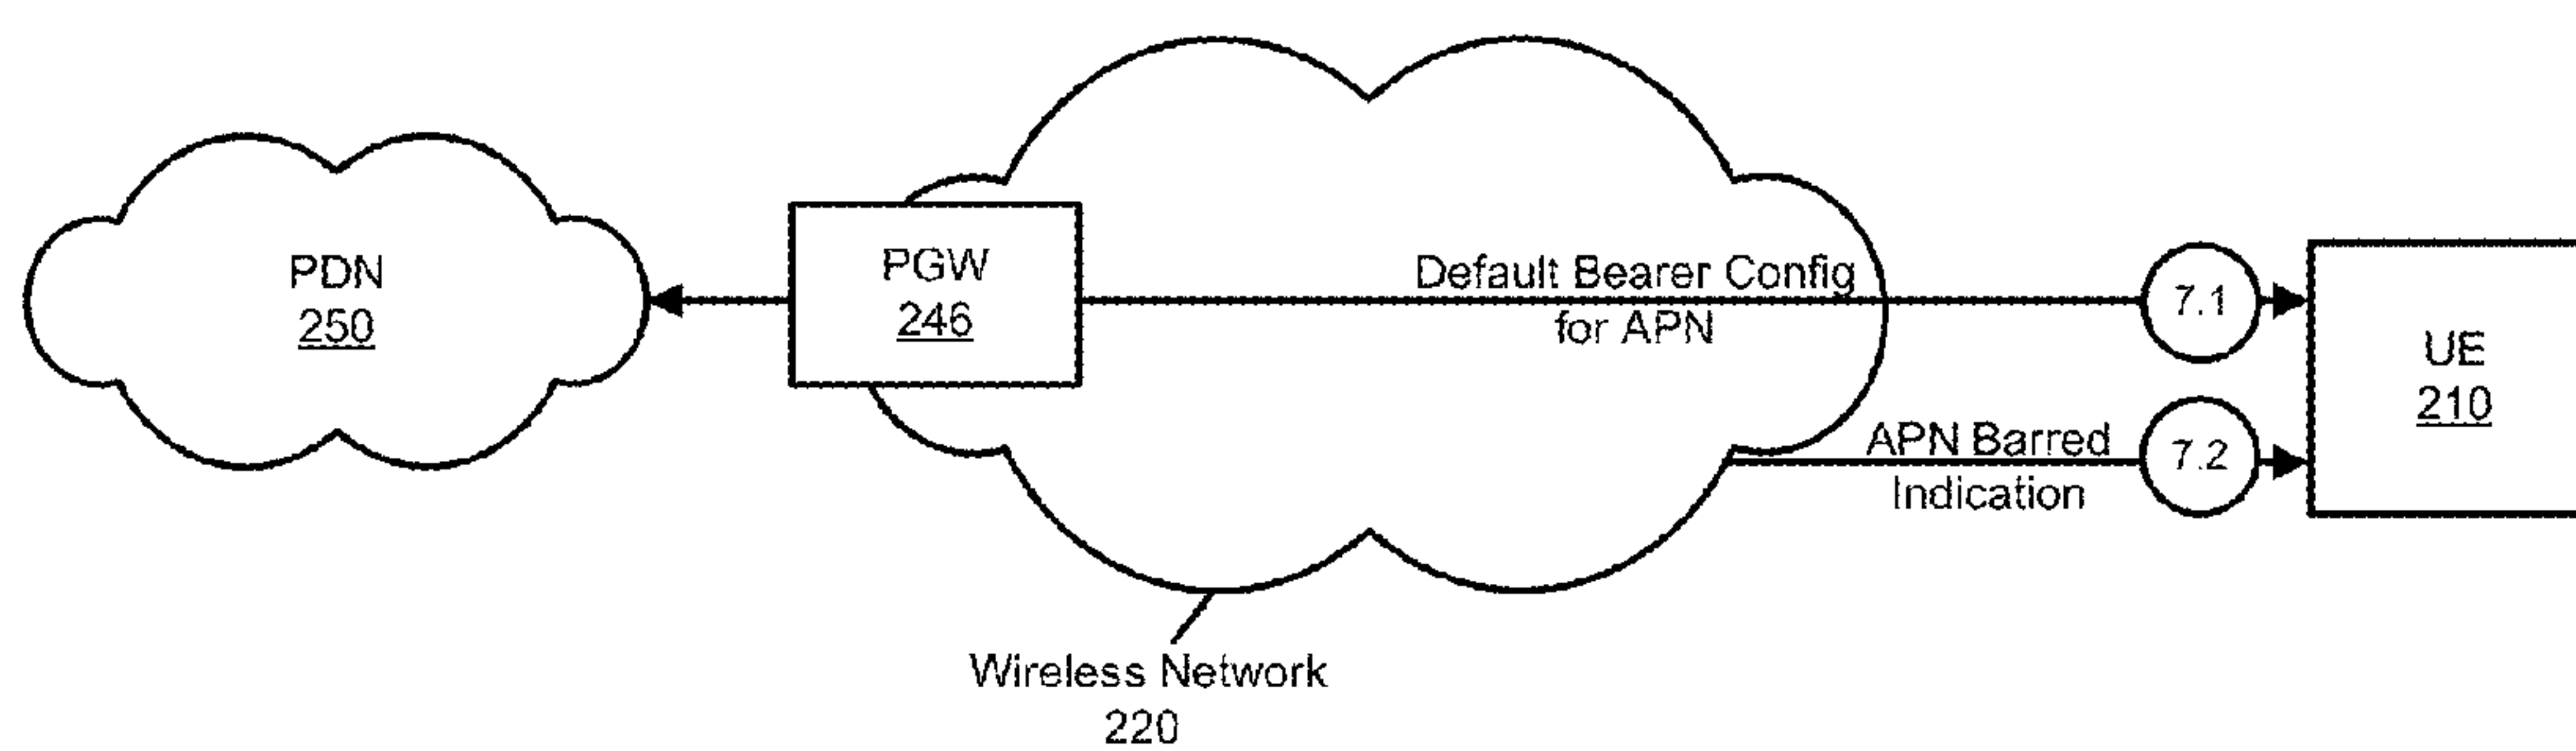 PDN
250
PGW
246
Default Bearer Config
for APN
7.1
UE
210
APN Barred
Indication
7.2
Wireless Network
220